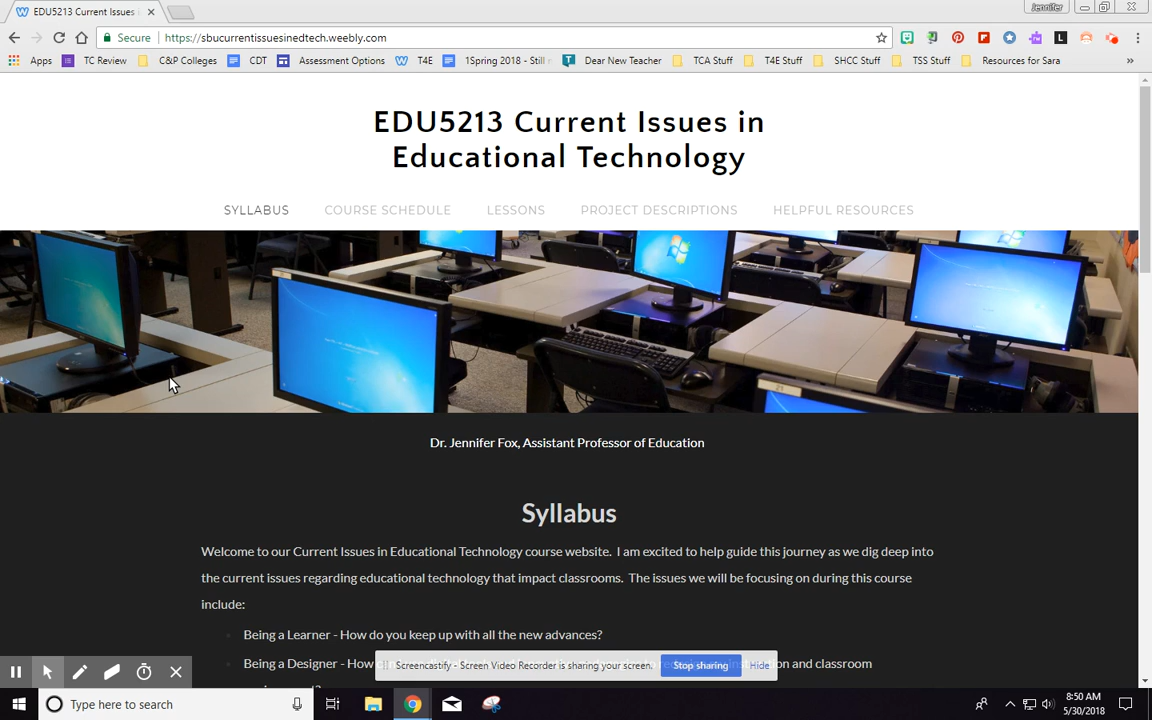 EDU5213 Current Issues i
Jennifer
Secure
https://sbucurrentissuesinedtech.weebly.com
Apps
TC Review
C&P Colleges
CDT
Assessment Options
T4E
1Spring 2018 - Still
Dear New Teacher
TCA Stuff
T4E Stuff
SHCC Stuff
TSS Stuff
Resources for Sara
EDU5213 Current Issues in
Educational Technology
SYLLABUS
COURSE SCHEDULE
LESSONS
PROJECT DESCRIPTIONS
HELPFUL RESOURCES
Dr. Jennifer Fox, Assistant Professor of Education
Syllabus
Welcome to our Current Issues in Educational Technology course website. I am excited to help guide this journey as we dig deep into
the current issues regarding educational technology that impact classrooms. The issues we will be focusing on during this course
include:
Being a Learner - How do you keep up with all the new advances?
Being a Designer - How and classroom
Screencastify - Screen Video Recorder is sharing your screen.
Stop sharing
Hide
Type here to search
8:50 AM
5/30/2018